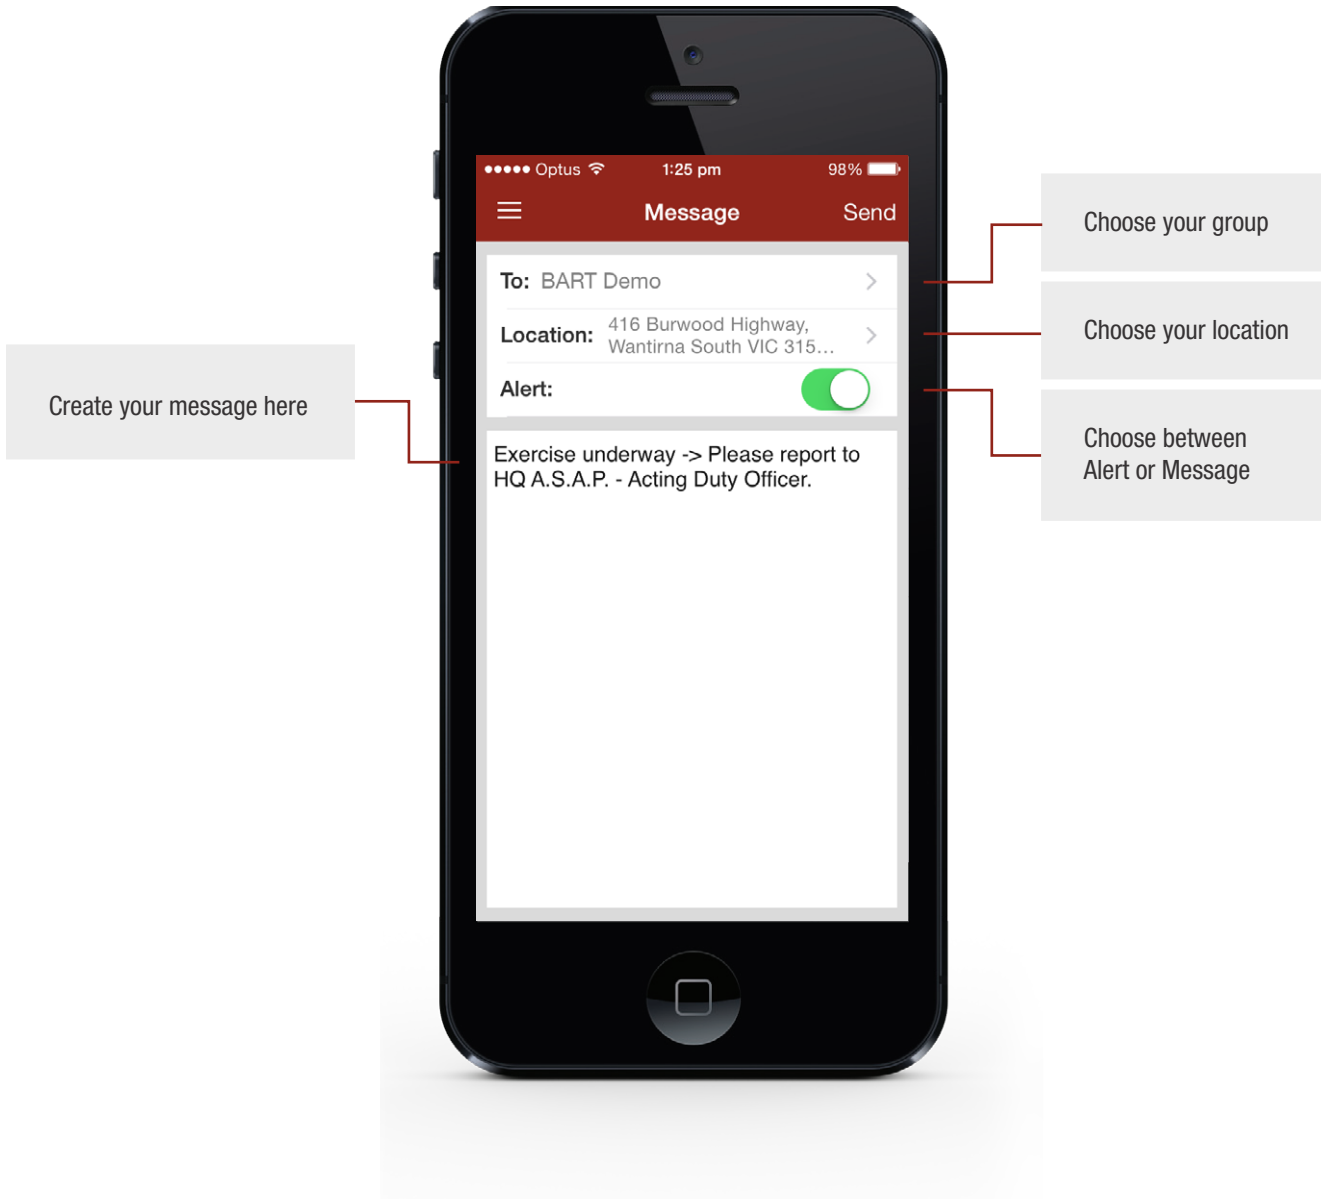 Optus 1:25 pm 98%
Message Send
To: BART Demo
Location: 416 Burwood Highway,
Wantirna South VIC 315...
Alert:
Exercise underway -> Please report to
HQ A.S.A.P. - Acting Duty Officer.
Create your message here
Choose your group
Choose your location
Choose between
Alert or Message